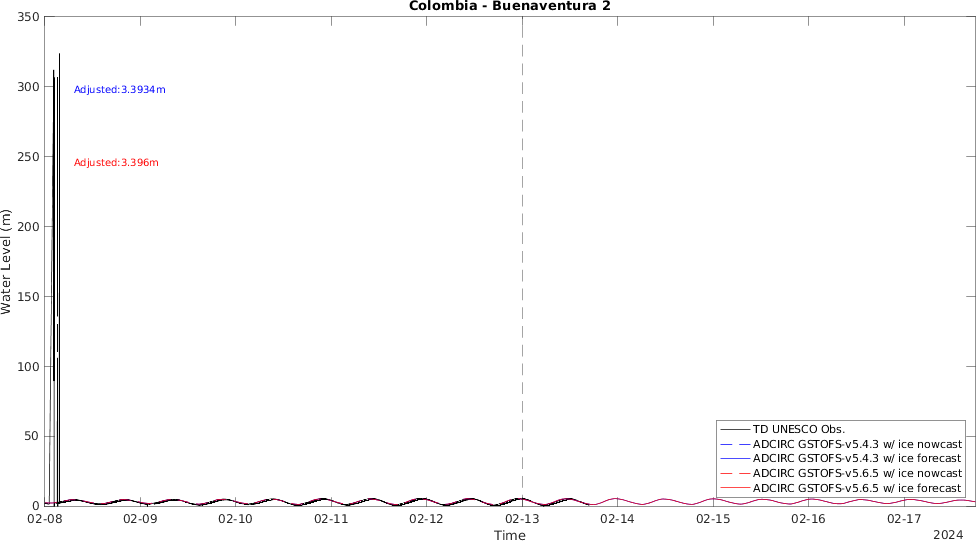 Colombia - Buenaventura 2
350
300
250
200
150
100
50
0
Water Level (m)
Adjusted:3.3934m
Adjusted:3.396m
TD UNESCO Obs.
ADCIRC GSTOFS-v5.4.3 w/ ice nowcast
ADCIRC GSTOFS-v5.4.3 w/ ice forecast
ADCIRC GSTOFS-v5.6.5 w/ ice nowcast
ADCIRC GSTOFS-v5.6.5 w/ ice forecast
02-08 02-09 02-10 02-11 02-12 02-13 02-14 02-15 02-16 02-17
Time
2024